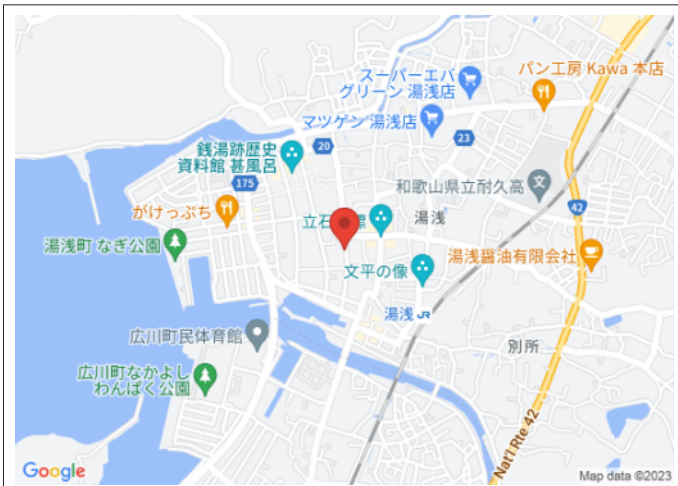 スーパーエバ
グリーン 湯浅店
パン工房 Kawa 本店
マツゲン 湯浅店
20
23
銭湯跡歴史
資料館 甚風呂
175
和歌山県立耐久高
文
42
がけっぷち
立石
湯浅
湯浅町 なぎ公園
湯浅醤油有限会社
文平の像
湯浅 JR
広川町民体育館
別所
広川町なかよし
わんぱく公園
Nat'l Rte 42
Google
Map data ©2023